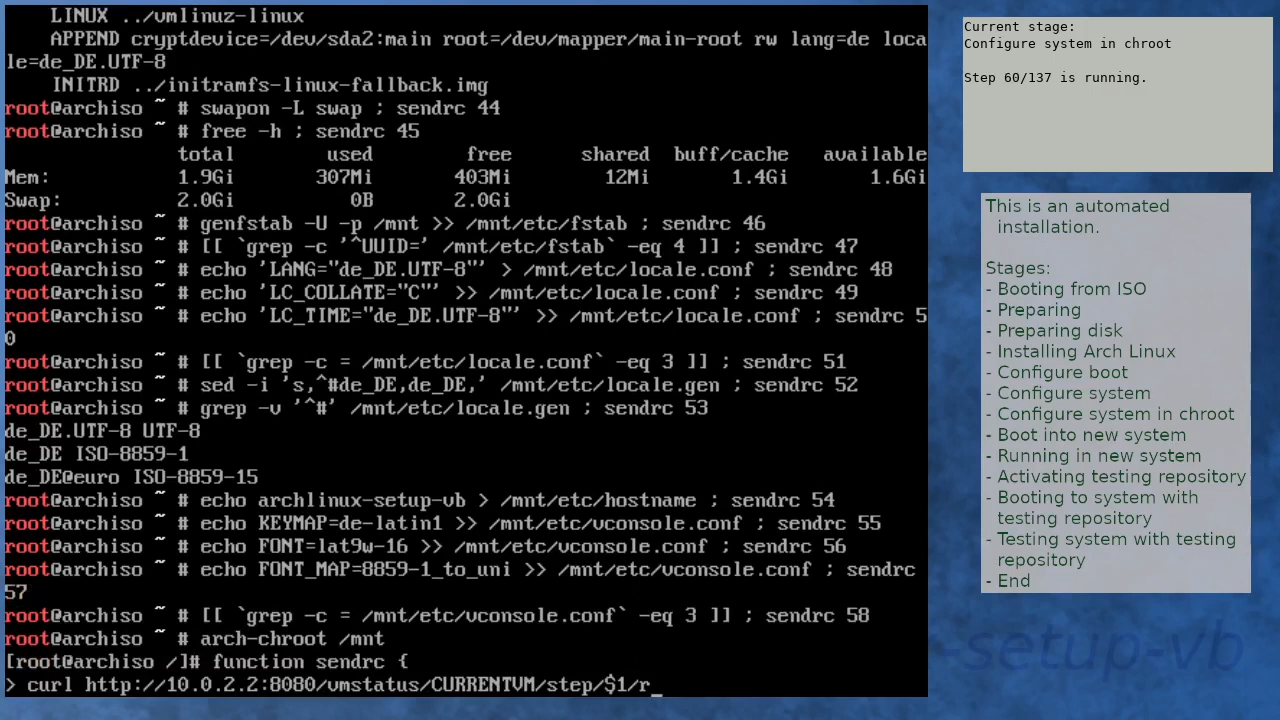 LINUX ../vmlinuz-linux
APPEND cryptdevice=/dev/sda2:main root=/dev/mapper/main-root rw lang=de loca
le=de_DE.UTF-8
INITRD ../initramfs-linux-fallback.img
root@archiso ~ # swapon -L swap ; sendrc 44
root@archiso ~ # free -h ; sendrc 45
total used free shared buff/cache available
Mem: 1.9Gi 307Mi 403Mi 12Mi 1.4Gi 1.6Gi
Swap: 2.0Gi 0B 2.0Gi
root@archiso ~ # genfstab -U -p /mnt >> /mnt/etc/fstab ; sendrc 46
root@archiso ~ # [[ `grep -c '^UUID=' /mnt/etc/fstab` -eq 4 ]] ; sendrc 47
root@archiso ~ # echo 'LANG="de_DE.UTF-8"' > /mnt/etc/locale.conf ; sendrc 48
root@archiso ~ # echo 'LC_COLLATE="C"' >> /mnt/etc/locale.conf ; sendrc 49
root@archiso ~ # echo 'LC_TIME="de_DE.UTF-8"' >> /mnt/etc/locale.conf ; sendrc 5
0
root@archiso ~ # [[ `grep -c = /mnt/etc/locale.conf` -eq 3 ]] ; sendrc 51
root@archiso ~ # sed -i 's,^#de_DE,de_DE,' /mnt/etc/locale.gen ; sendrc 52
root@archiso ~ # grep -v '^#' /mnt/etc/locale.gen ; sendrc 53
de_DE.UTF-8 UTF-8
de_DE ISO-8859-1
de_DE@euro ISO-8859-15
root@archiso ~ # echo archlinux-setup-vb > /mnt/etc/hostname ; sendrc 54
root@archiso ~ # echo KEYMAP=de-latin1 >> /mnt/etc/vconsole.conf ; sendrc 55
root@archiso ~ # echo FONT=lat9w-16 >> /mnt/etc/vconsole.conf ; sendrc 56
root@archiso ~ # echo FONT_MAP=8859-1_to_uni >> /mnt/etc/vconsole.conf ; sendrc
57
root@archiso ~ # [[ `grep -c = /mnt/etc/vconsole.conf` -eq 3 ]] ; sendrc 58
root@archiso ~ # arch-chroot /mnt
[root@archiso /]# function sendrc {
> curl http://10.0.2.2:8080/vmstatus/CURRENTVM/step/$1/r_
Current stage:
Configure system in chroot
Step 60/137 is running.
This is an automated
installation.
Stages:
- Booting from ISO
- Preparing
- Preparing disk
- Installing Arch Linux
- Configure boot
- Configure system
- Configure system in chroot
- Boot into new system
- Running in new system
- Activating testing repository
- Booting to system with
testing repository
- Testing system with testing
repository
- End
-setup-vb